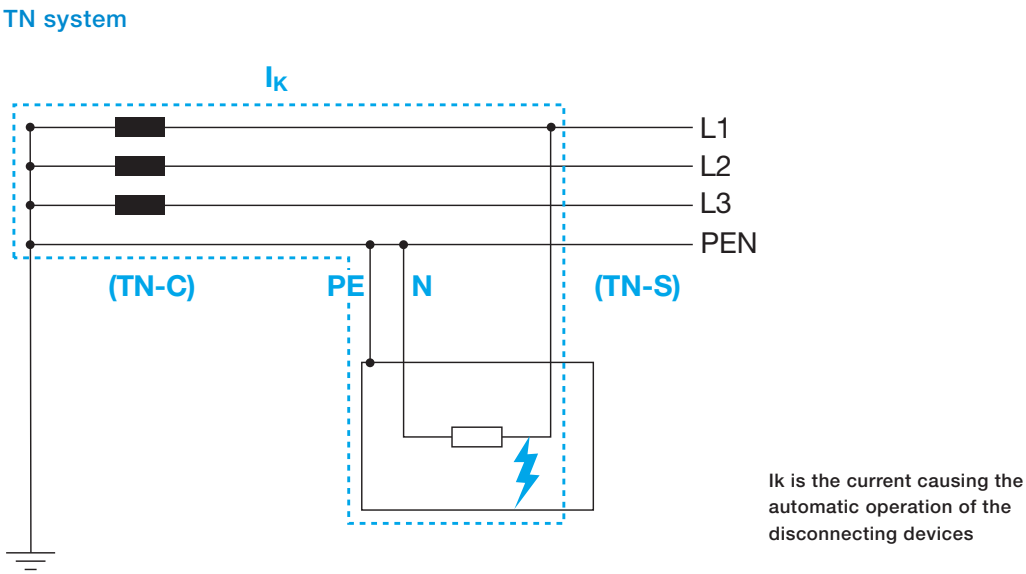 TN system
IK
L1
L2
L3
PEN
(TN-C)
PE
N
(TN-S)
Ik is the current causing the
automatic operation of the
disconnecting devices